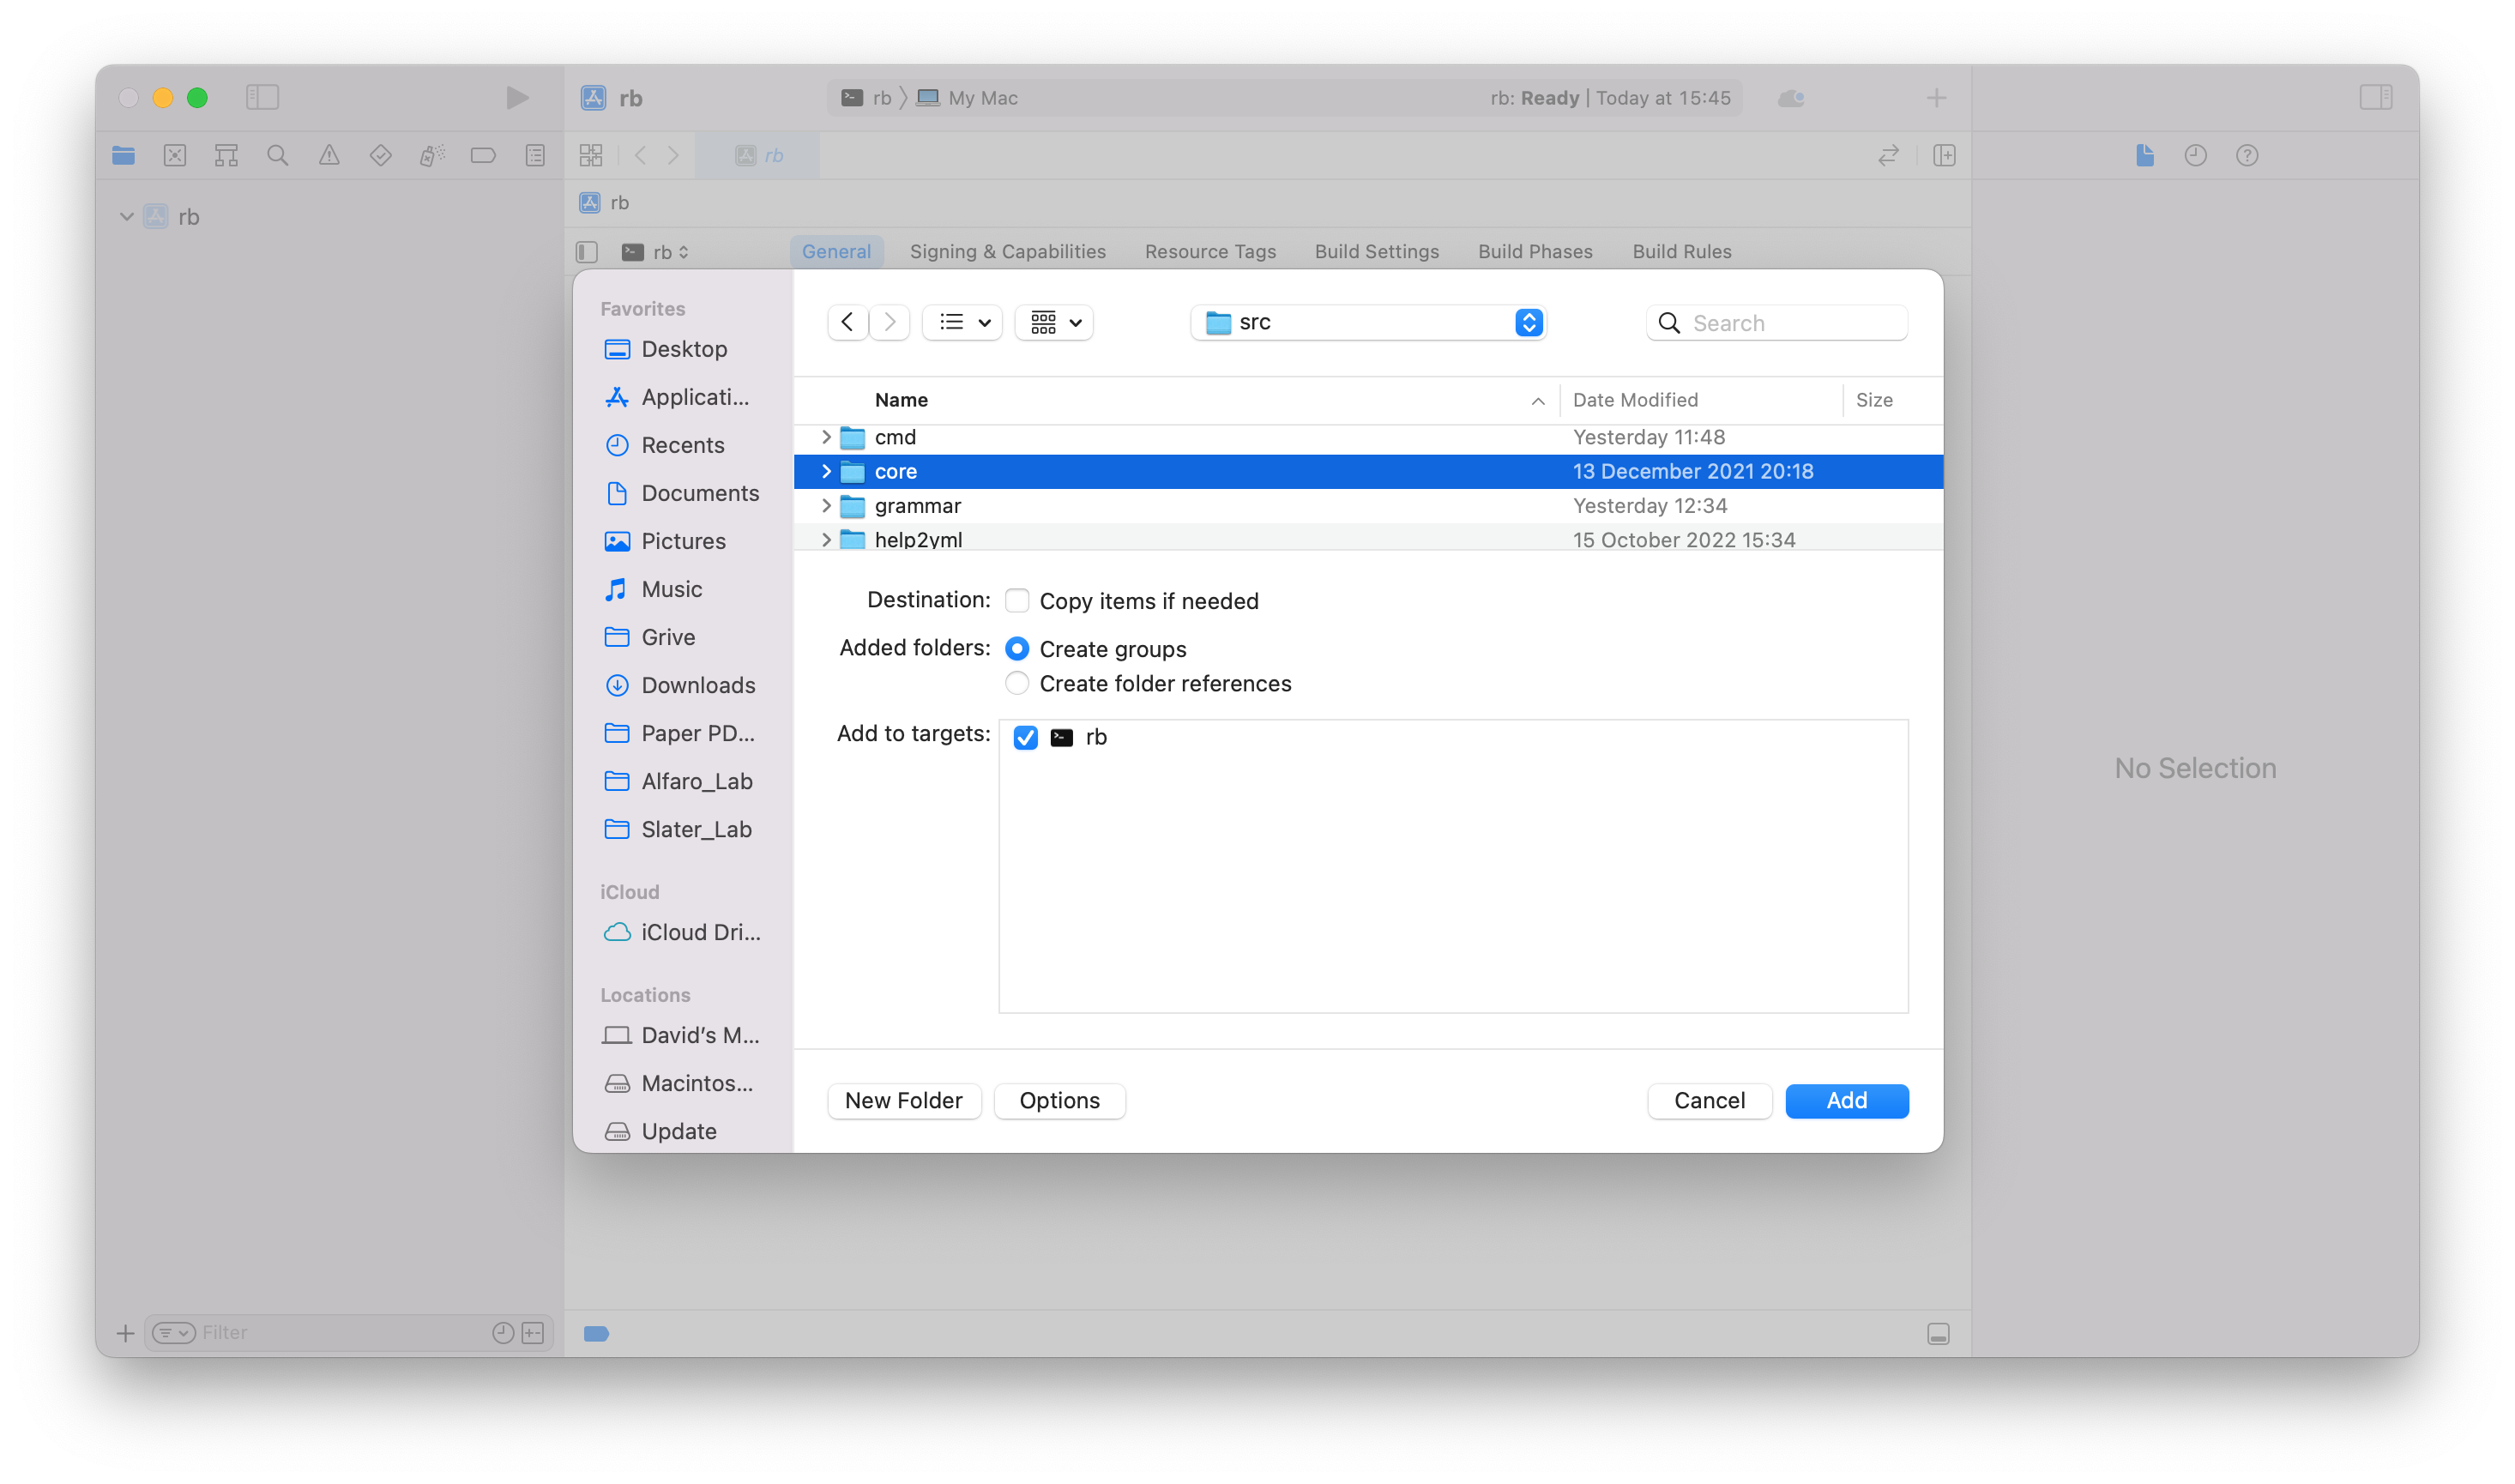 rb
rb 〉 My Mac
rb: Ready | Today at 15:45
rb
rb
rb
rb
General Signing & Capabilities Resource Tags Build Settings Build Phases Build Rules
Favorites
Desktop
Applicati...
Recents
Documents
Pictures
Music
Grive
Downloads
Paper PD...
Alfaro_Lab
Slater_Lab
iCloud
iCloud Dri...
Locations
David's M...
Macintos...
Update
src
Search
Name Date Modified Size
cmd Yesterday 11:48
core 13 December 2021 20:18
grammar Yesterday 12:34
help2yml 15 October 2022 15:34
Destination: Copy items if needed
Added folders: Create groups
Create folder references
Add to targets: rb
New Folder Options Cancel Add
No Selection
Filter